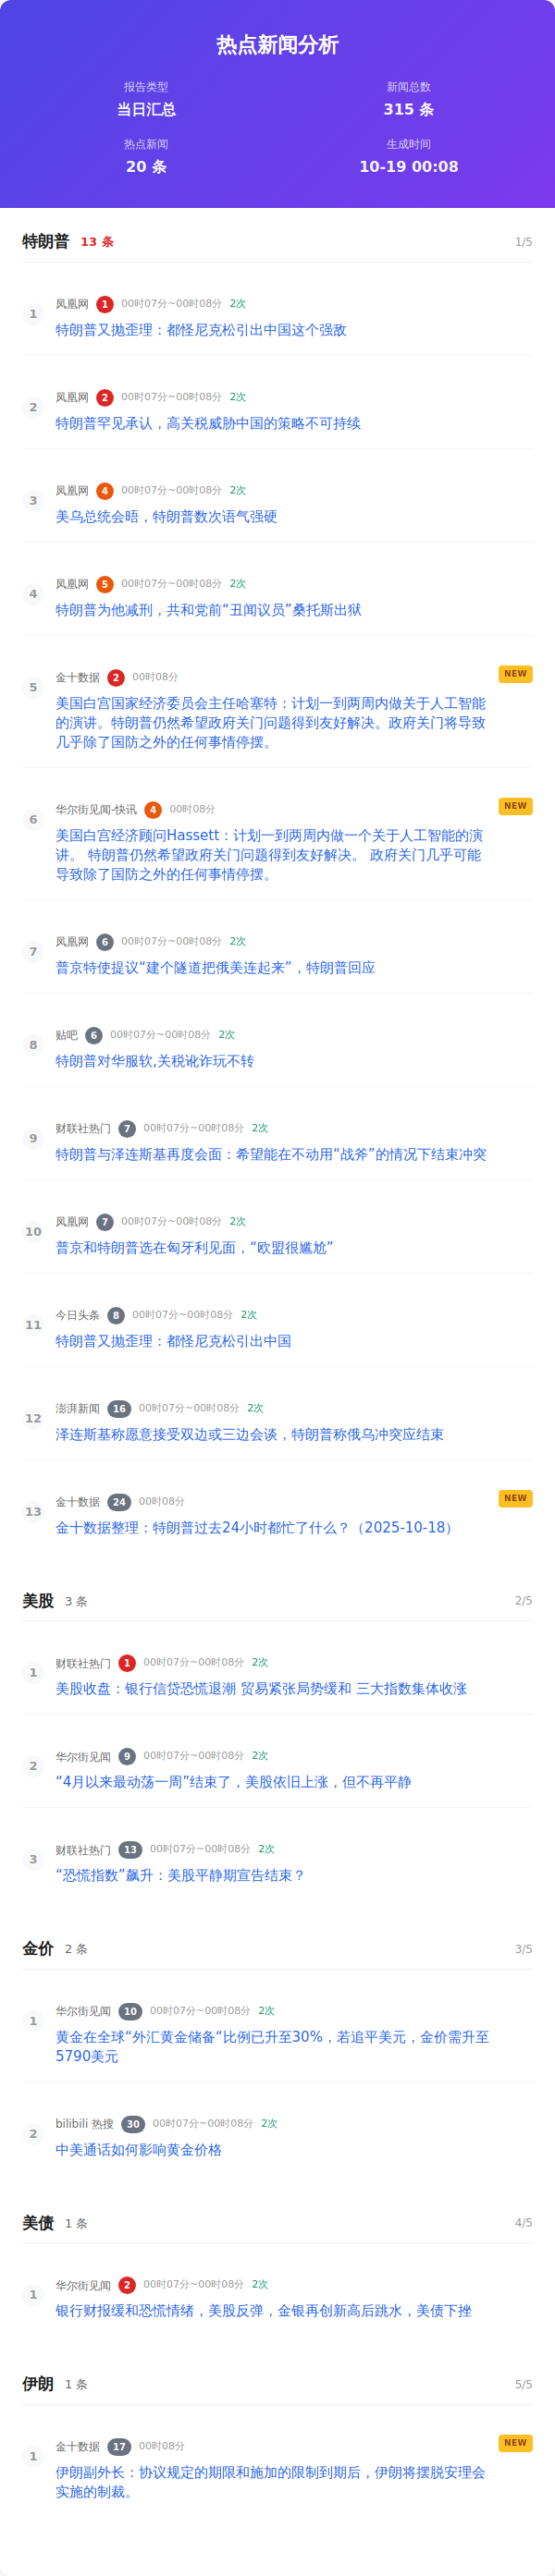 热点新闻分析
报告类型
当日汇总
新闻总数
315 条
热点新闻
20 条
生成时间
10-19 00:08
特朗普 13 条 1/5
1
凤凰网 1 00时07分~00时08分 2次
特朗普又抛歪理：都怪尼克松引出中国这个强敌
2
凤凰网 2 00时07分~00时08分 2次
特朗普罕见承认，高关税威胁中国的策略不可持续
3
凤凰网 4 00时07分~00时08分 2次
美乌总统会晤，特朗普数次语气强硬
4
凤凰网 5 00时07分~00时08分 2次
特朗普为他减刑，共和党前“丑闻议员”桑托斯出狱
5
金十数据 2 00时08分 NEW
美国白宫国家经济委员会主任哈塞特：计划一到两周内做关于人工智能
的演讲。特朗普仍然希望政府关门问题得到友好解决。政府关门将导致
几乎除了国防之外的任何事情停摆。
6
华尔街见闻-快讯 4 00时08分 NEW
美国白宫经济顾问Hassett：计划一到两周内做一个关于人工智能的演
讲。 特朗普仍然希望政府关门问题得到友好解决。 政府关门几乎可能
导致除了国防之外的任何事情停摆。
7
凤凰网 6 00时07分~00时08分 2次
普京特使提议“建个隧道把俄美连起来”，特朗普回应
8
贴吧 6 00时07分~00时08分 2次
特朗普对华服软,关税讹诈玩不转
9
财联社热门 7 00时07分~00时08分 2次
特朗普与泽连斯基再度会面：希望能在不动用“战斧”的情况下结束冲突
10
凤凰网 7 00时07分~00时08分 2次
普京和特朗普选在匈牙利见面，“欧盟很尴尬”
11
今日头条 8 00时07分~00时08分 2次
特朗普又抛歪理：都怪尼克松引出中国
12
澎湃新闻 16 00时07分~00时08分 2次
泽连斯基称愿意接受双边或三边会谈，特朗普称俄乌冲突应结束
13
金十数据 24 00时08分 NEW
金十数据整理：特朗普过去24小时都忙了什么？（2025-10-18）
美股 3 条 2/5
1
财联社热门 1 00时07分~00时08分 2次
美股收盘：银行信贷恐慌退潮 贸易紧张局势缓和 三大指数集体收涨
2
华尔街见闻 9 00时07分~00时08分 2次
“4月以来最动荡一周”结束了，美股依旧上涨，但不再平静
3
财联社热门 13 00时07分~00时08分 2次
“恐慌指数”飙升：美股平静期宣告结束？
金价 2 条 3/5
1
华尔街见闻 10 00时07分~00时08分 2次
黄金在全球“外汇黄金储备“比例已升至30%，若追平美元，金价需升至
5790美元
2
bilibili 热搜 30 00时07分~00时08分 2次
中美通话如何影响黄金价格
美债 1 条 4/5
1
华尔街见闻 2 00时07分~00时08分 2次
银行财报缓和恐慌情绪，美股反弹，金银再创新高后跳水，美债下挫
伊朗 1 条 5/5
1
金十数据 17 00时08分 NEW
伊朗副外长：协议规定的期限和施加的限制到期后，伊朗将摆脱安理会
实施的制裁。